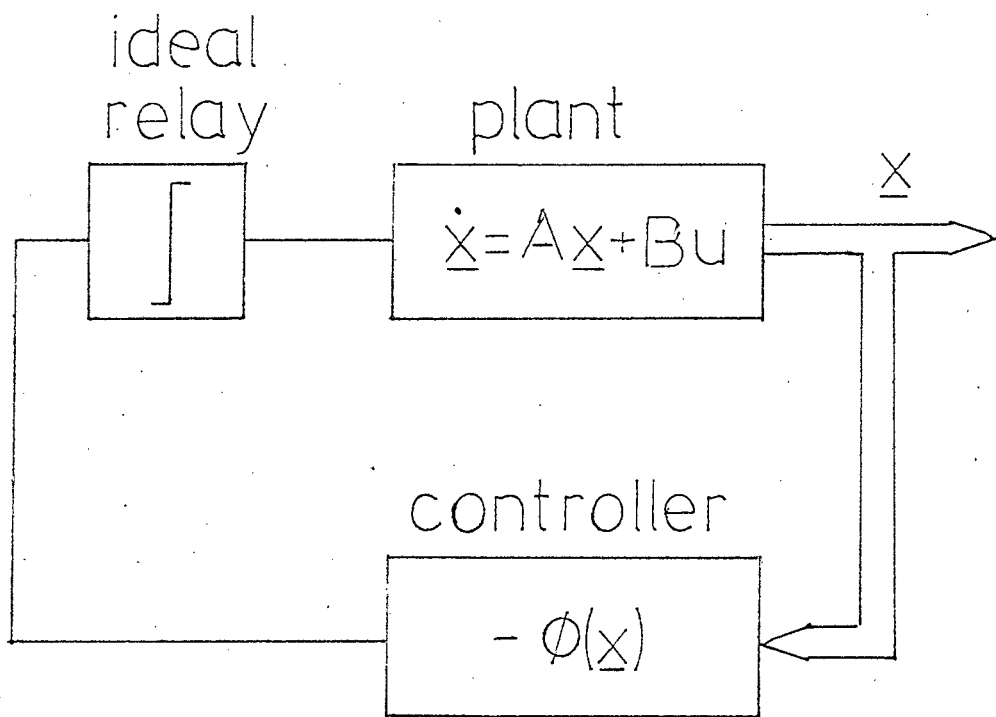 ideal
relay
plant
x
ẋ = Ax + Bu
controller
- ϕ(x)